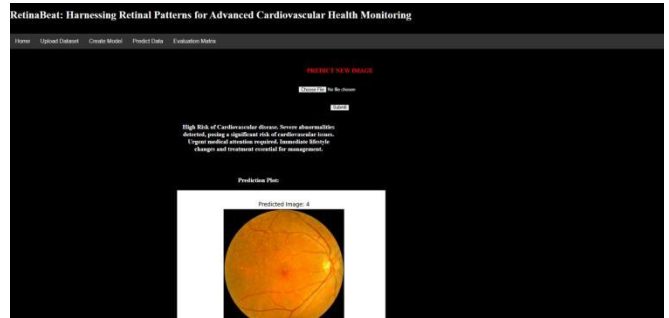 RetinaBeat: Harnessing Retinal Patterns for Advanced Cardiovascular Health Monitoring
Home Upload Dataset Create Model Predict Data Evaluation Matrix
PREDICT NEW IMAGE
Choose File No file chosen
Submit
High Risk of Cardiovascular disease. Severe abnormalities
detected, posing a significant risk of cardiovascular issues.
Urgent medical attention required. Immediate lifestyle
changes and treatment essential for management.
Prediction Plot:
Predicted Image: 4